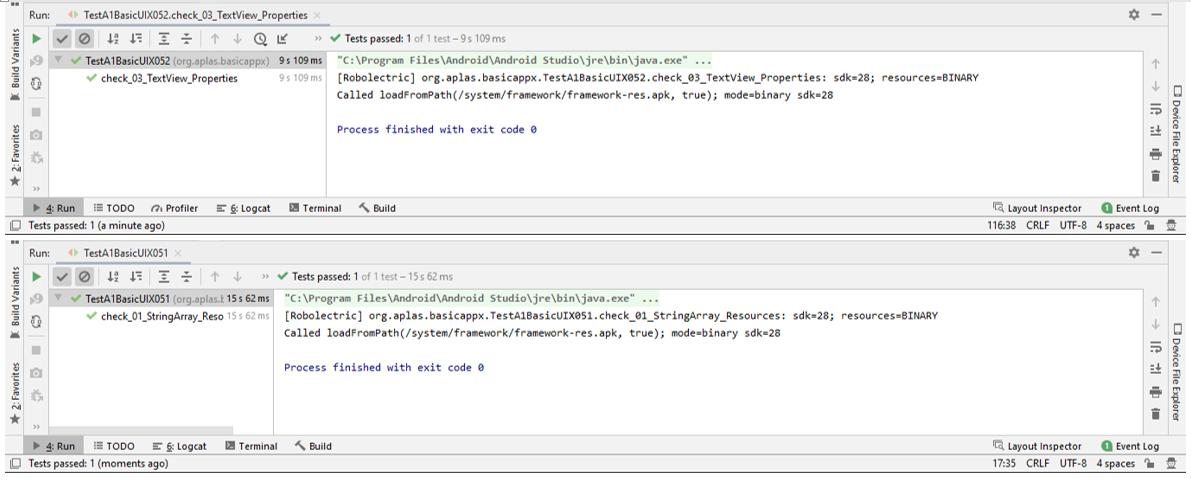 Run: TestA1BasicUIX052.check_03_TextView_Properties
Tests passed: 1 of 1 test – 9 s 109 ms
TestA1BasicUIX052 (org.aplas.basicappx) 9 s 109 ms
check_03_TextView_Properties 9 s 109 ms
"C:\Program Files\Android\Android Studio\jre\bin\java.exe" ...
[Robolectric] org.aplas.basicappx.TestA1BasicUIX052.check_03_TextView_Properties: sdk=28; resources=BINARY
Called loadFromPath(/system/framework/framework-res.apk, true); mode=binary sdk=28
Process finished with exit code 0
Build Variants
2: Favorites
Device File Explorer
4: Run TODO Profiler 6: Logcat Terminal Build Layout Inspector 1 Event Log
Tests passed: 1 (a minute ago) 116:38 CRLF UTF-8 4 spaces
Run: TestA1BasicUIX051
Tests passed: 1 of 1 test – 15 s 62 ms
TestA1BasicUIX051 (org.aplas.b 15 s 62 ms
check_01_StringArray_Reso 15 s 62 ms
"C:\Program Files\Android\Android Studio\jre\bin\java.exe" ...
[Robolectric] org.aplas.basicappx.TestA1BasicUIX051.check_01_StringArray_Resources: sdk=28; resources=BINARY
Called loadFromPath(/system/framework/framework-res.apk, true); mode=binary sdk=28
Process finished with exit code 0
Build Variants
2: Favorites
Device File Explorer
4: Run TODO 6: Logcat Terminal Build Layout Inspector 1 Event Log
Tests passed: 1 (moments ago) 17:35 CRLF UTF-8 4 spaces